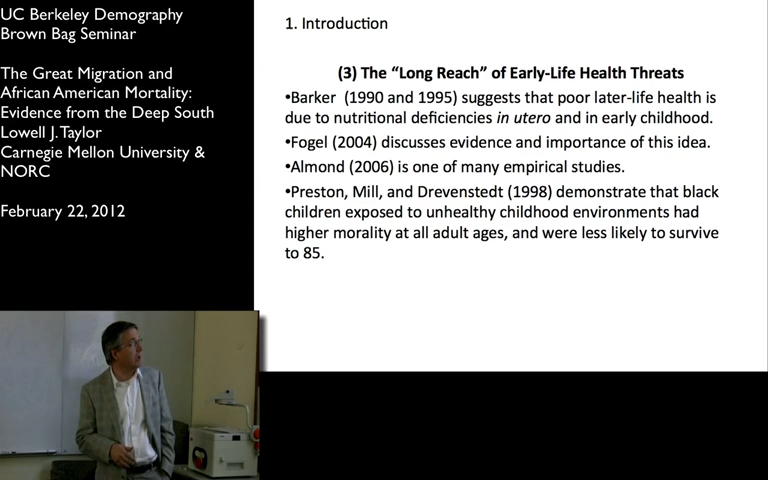 UC Berkeley Demography
Brown Bag Seminar
The Great Migration and
African American Mortality:
Evidence from the Deep South
Lowell J. Taylor
Carnegie Mellon University &
NORC
February 22, 2012
1. Introduction
(3) The “Long Reach” of Early-Life Health Threats
•Barker (1990 and 1995) suggests that poor later-life health is
due to nutritional deficiencies in utero and in early childhood.
•Fogel (2004) discusses evidence and importance of this idea.
•Almond (2006) is one of many empirical studies.
•Preston, Mill, and Drevenstedt (1998) demonstrate that black
children exposed to unhealthy childhood environments had
higher morality at all adult ages, and were less likely to survive
to 85.